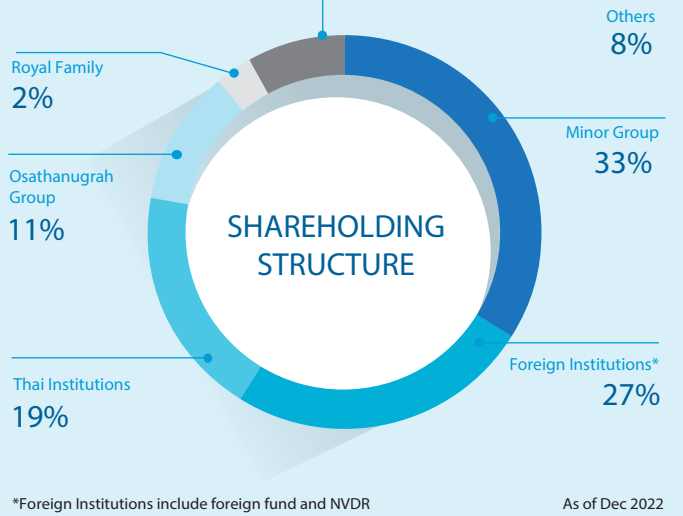 Others
8%
Royal Family
2%
Minor Group
33%
Osathanugrah
Group
11%
SHAREHOLDING
STRUCTURE
Foreign Institutions*
27%
Thai Institutions
19%
*Foreign Institutions include foreign fund and NVDR
As of Dec 2022